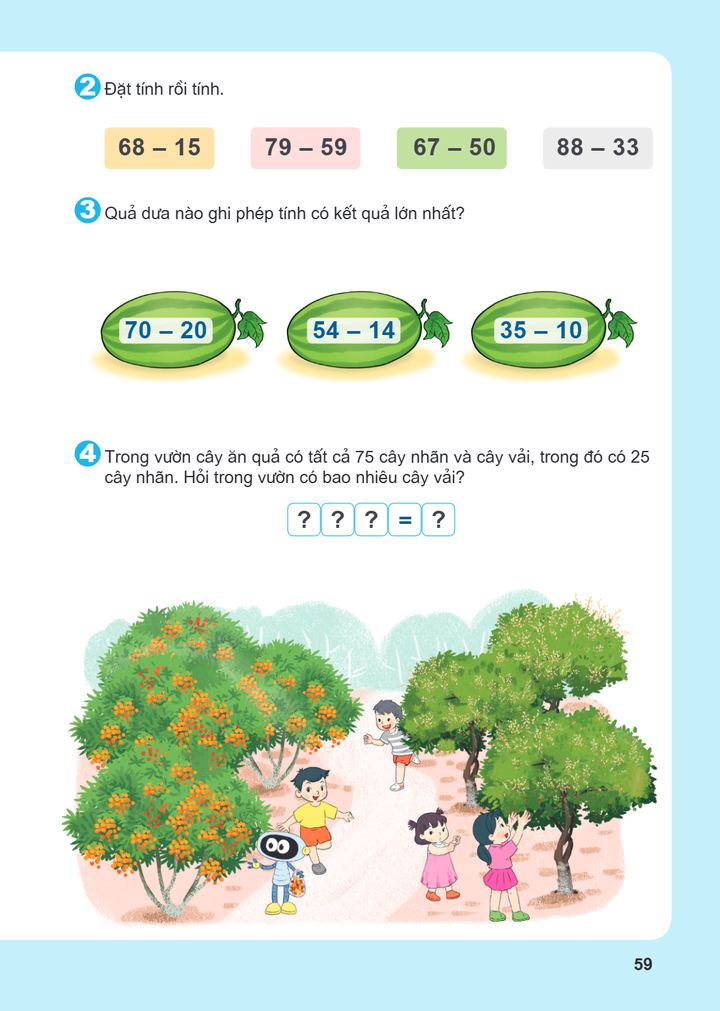 2 Đặt tính rồi tính.
68 – 15 79 – 59 67 – 50 88 – 33
3 Quả dưa nào ghi phép tính có kết quả lớn nhất?
70 – 20 54 – 14 35 – 10
4 Trong vườn cây ăn quả có tất cả 75 cây nhãn và cây vải, trong đó có 25
cây nhãn. Hỏi trong vườn có bao nhiêu cây vải?
? ? ? = ?
59